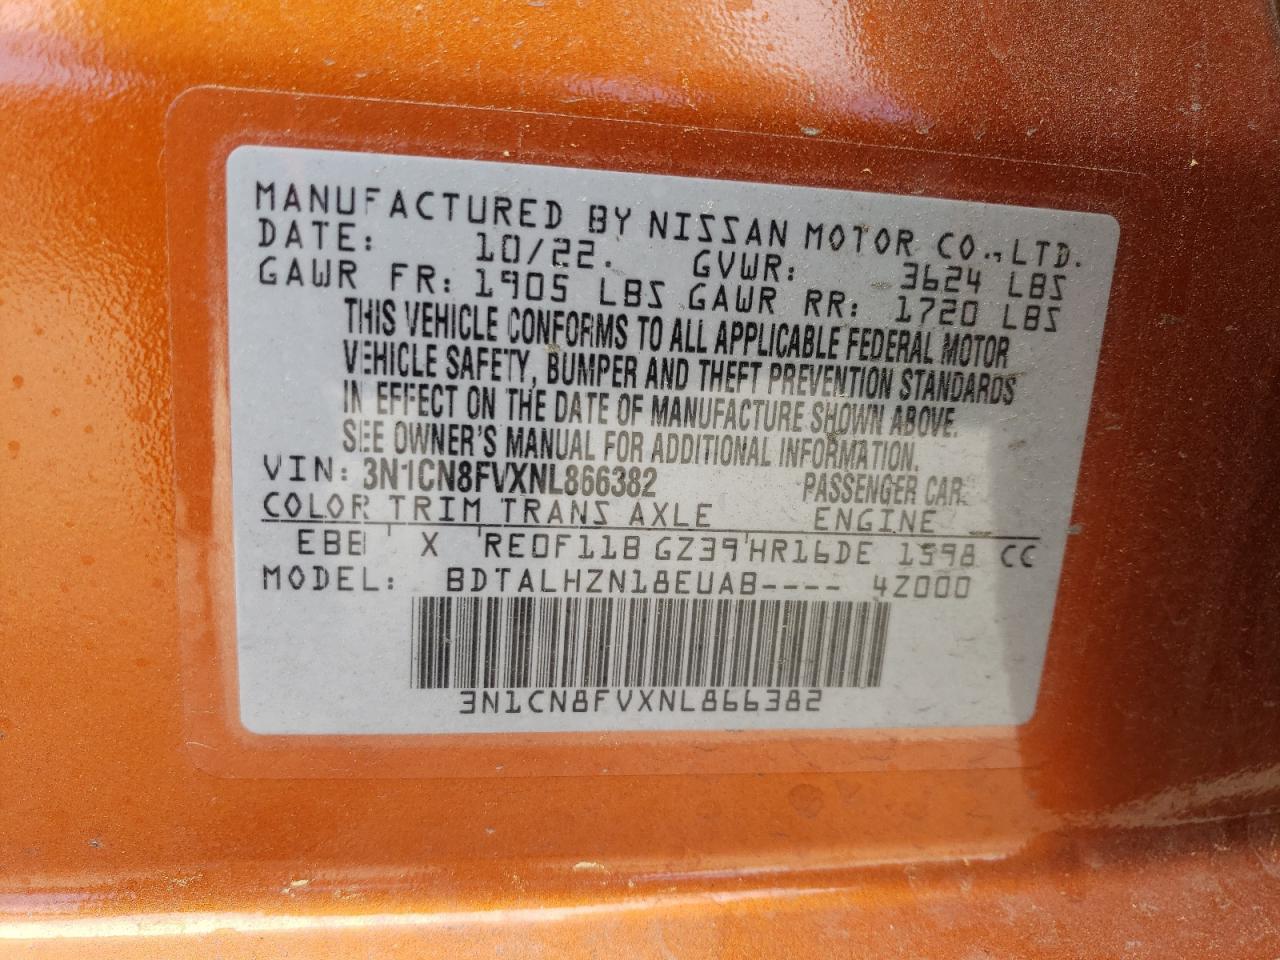 MANUFACTURED BY NISSAN MOTOR CO., LTD.
DATE: 10/22. GVWR: 3624 LBS
GAWR FR: 1905 LBS GAWR RR: 1720 LBS
THIS VEHICLE CONFORMS TO ALL APPLICABLE FEDERAL MOTOR
VEHICLE SAFETY, BUMPER AND THEFT PREVENTION STANDARDS
IN EFFECT ON THE DATE OF MANUFACTURE SHOWN ABOVE.
SEE OWNER'S MANUAL FOR ADDITIONAL INFORMATION.
VIN: 3N1CN8FVXNL866382 PASSENGER CAR
COLOR TRIM TRANS AXLE ENGINE
EBB X RE0F11B GZ39 HR16DE 1598 CC
MODEL: BDTALHZN18EUAB---- 4Z000
3N1CN8FVXNL866382